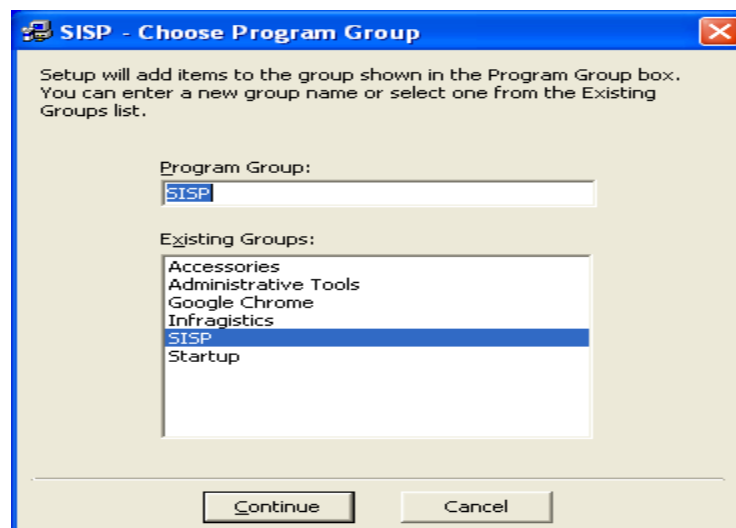 SISP - Choose Program Group
Setup will add items to the group shown in the Program Group box.
You can enter a new group name or select one from the Existing
Groups list.
Program Group:
SISP
Existing Groups:
Accessories
Administrative Tools
Google Chrome
Infragistics
SISP
Startup
Continue
Cancel